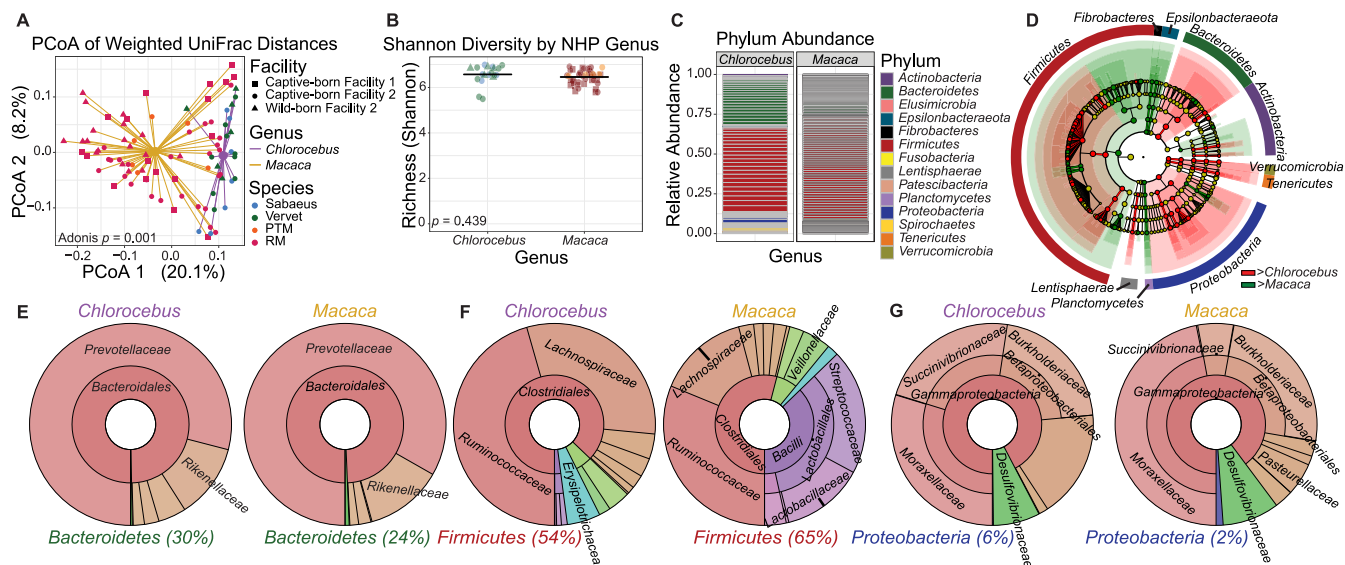 A
PCoA of Weighted UniFrac Distances
PCoA 2 (8.2%)
0.1
0.0
−0.1
Adonis p = 0.001
−0.2
−0.1
0.0
0.1
PCoA 1 (20.1%)
Facility
Captive-born Facility 1
Captive-born Facility 2
Wild-born Facility 2
Genus
Chlorocebus
Macaca
Species
Sabaeus
Vervet
PTM
RM
B
Shannon Diversity by NHP Genus
Richness (Shannon)
6
4
2
0
p = 0.439
Chlorocebus
Macaca
Genus
C
Phylum Abundance
Chlorocebus
Macaca
Relative Abundance
1.00
0.75
0.50
0.25
0.00
Genus
Phylum
Actinobacteria
Bacteroidetes
Elusimicrobia
Epsilonbacteraeota
Fibrobacteres
Firmicutes
Fusobacteria
Lentisphaerae
Patescibacteria
Planctomycetes
Proteobacteria
Spirochaetes
Tenericutes
Verrucomicrobia
D
Fibrobacteres
Epsilonbacteraeota
Firmicutes
Bacteroidetes
Actinobacteria
Verrucomicrobia
Tenericutes
Proteobacteria
Lentisphaerae
Planctomycetes
>Chlorocebus
>Macaca
E
Chlorocebus
Prevotellaceae
Bacteroidales
Rikenellaceae
Bacteroidetes (30%)
Macaca
Prevotellaceae
Bacteroidales
Rikenellaceae
Bacteroidetes (24%)
F
Chlorocebus
Lachnospiraceae
Clostridiales
Ruminococcaceae
Erysipelotrichacea
Firmicutes (54%)
Macaca
Lachnospiraceae
Veillonellaceae
Streptococcaceae
Clostridiales
Bacilli
Lactobacillales
Ruminococcaceae
Lactobacillaceae
Firmicutes (65%)
G
Chlorocebus
Succinivibrionaceae
Burkholderiaceae
Betaproteobacteriales
Gammaproteobacteria
Moraxellaceae
Desulfovibrionaceae
Proteobacteria (6%)
Macaca
Succinivibrionaceae
Burkholderiaceae
Betaproteobacteriales
Gammaproteobacteria
Pasteurellaceae
Moraxellaceae
Desulfovibrionaceae
Proteobacteria (2%)